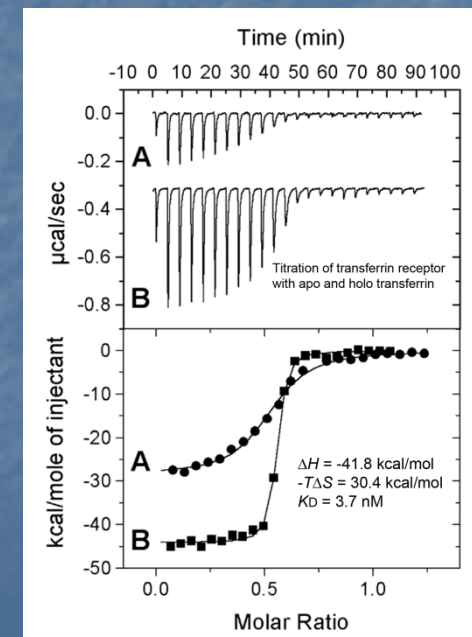 Time (min)
-10 0 10 20 30 40 50 60 70 80 90 100
0.0
A
-0.2
µcal/sec
-0.4
-0.6
Titration of transferrin receptor
with apo and holo transferrin
B
-0.8
0
-10
kcal/mole of injectant
-20
A
-30
ΔH = -41.8 kcal/mol
-TΔS = 30.4 kcal/mol
KD = 3.7 nM
-40
B
-50
0.0 0.5 1.0
Molar Ratio